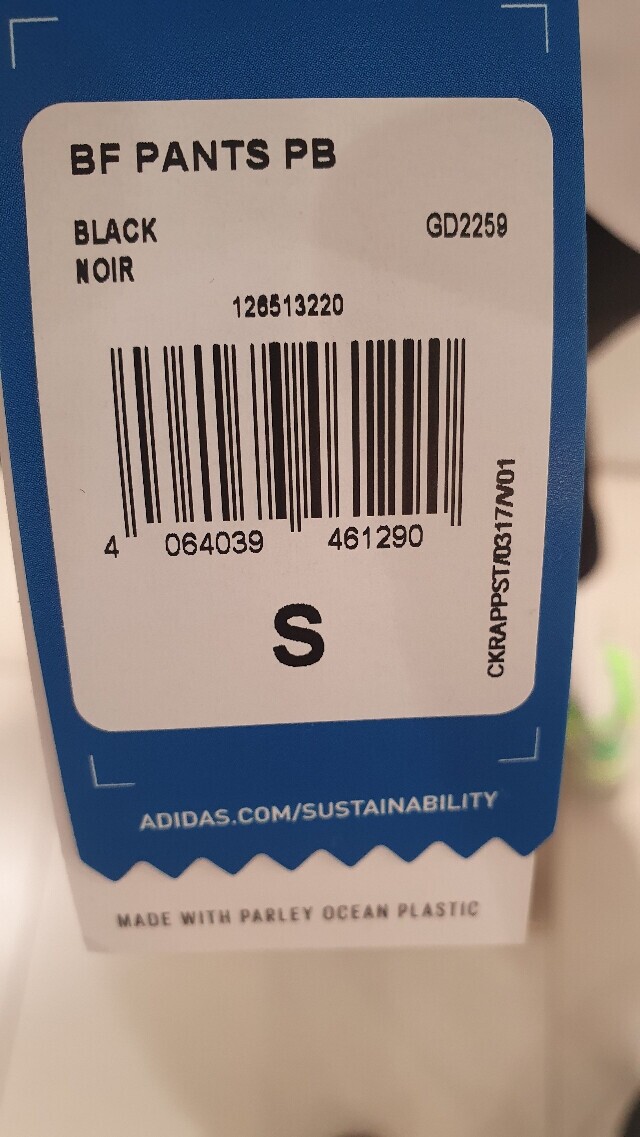 BF PANTS PB
BLACK GD2259
NOIR
126513220
4 064039 461290
CKRAPPST/0317/V01
S
ADIDAS.COM/SUSTAINABILITY
MADE WITH PARLEY OCEAN PLASTIC